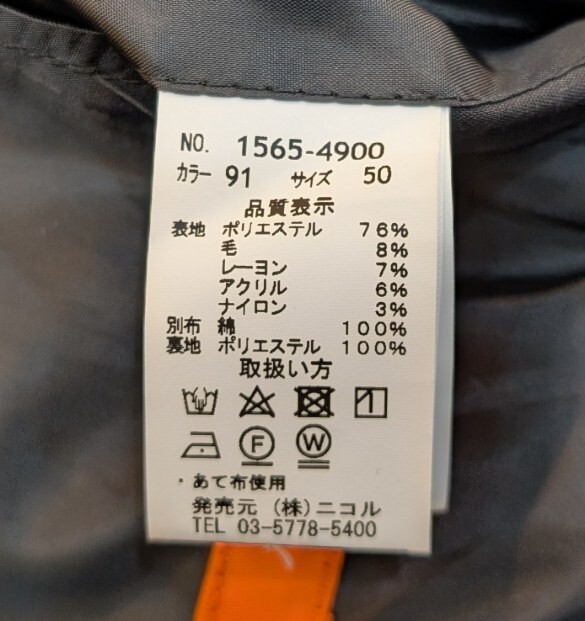 NO. 1565-4900
カラー 91 サイズ 50
品質表示
表地 ポリエステル 76%
毛 8%
レーヨン 7%
アクリル 6%
ナイロン 3%
別布 綿 100%
裏地 ポリエステル 100%
取扱い方
F W
・あて布使用
発売元 (株)ニコル
TEL 03-5778-5400